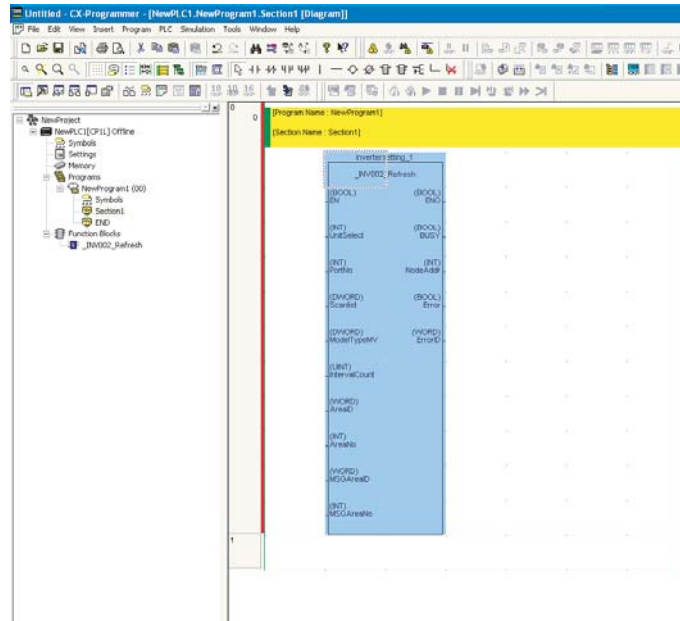 Untitled - CX-Programmer - [NewPLC1.NewProgram1.Section1 [Diagram]]
File Edit View Insert Program PLC Simulation Tools Window Help
NewProject
NewPLC1[CP1L] Offline
Symbols
Settings
Memory
Programs
NewProgram1 (00)
Symbols
Section1
END
Function Blocks
_INV002_Refresh
0
0
[Program Name : NewProgram1]
[Section Name : Section1]
_INV002_Refresh
(BOOL) (BOOL)
EN ENO
(INT) (BOOL)
UnitSelect BUSY
(INT) (INT)
PortNo NodeAddr
(DWORD) (BOOL)
Scanlist Error
(DWORD) (WORD)
ModelTypeMV ErrorID
(UINT)
IntervalCount
(WORD)
AreaID
(INT)
AreaNo
(WORD)
MSGAreaID
(INT)
MSGAreaNo
1